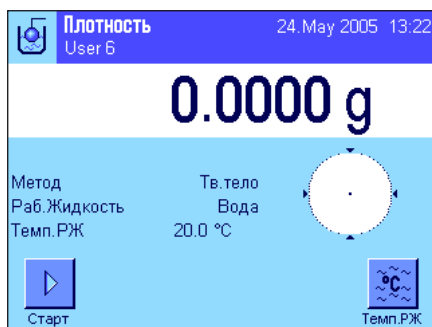 Плотность 24.May 2005 13:22
User 6
0.0000 g
Метод Тв.тело
Раб.Жидкость Вода
Темп.РЖ 20.0 °C
°C
Старт Темп.РЖ